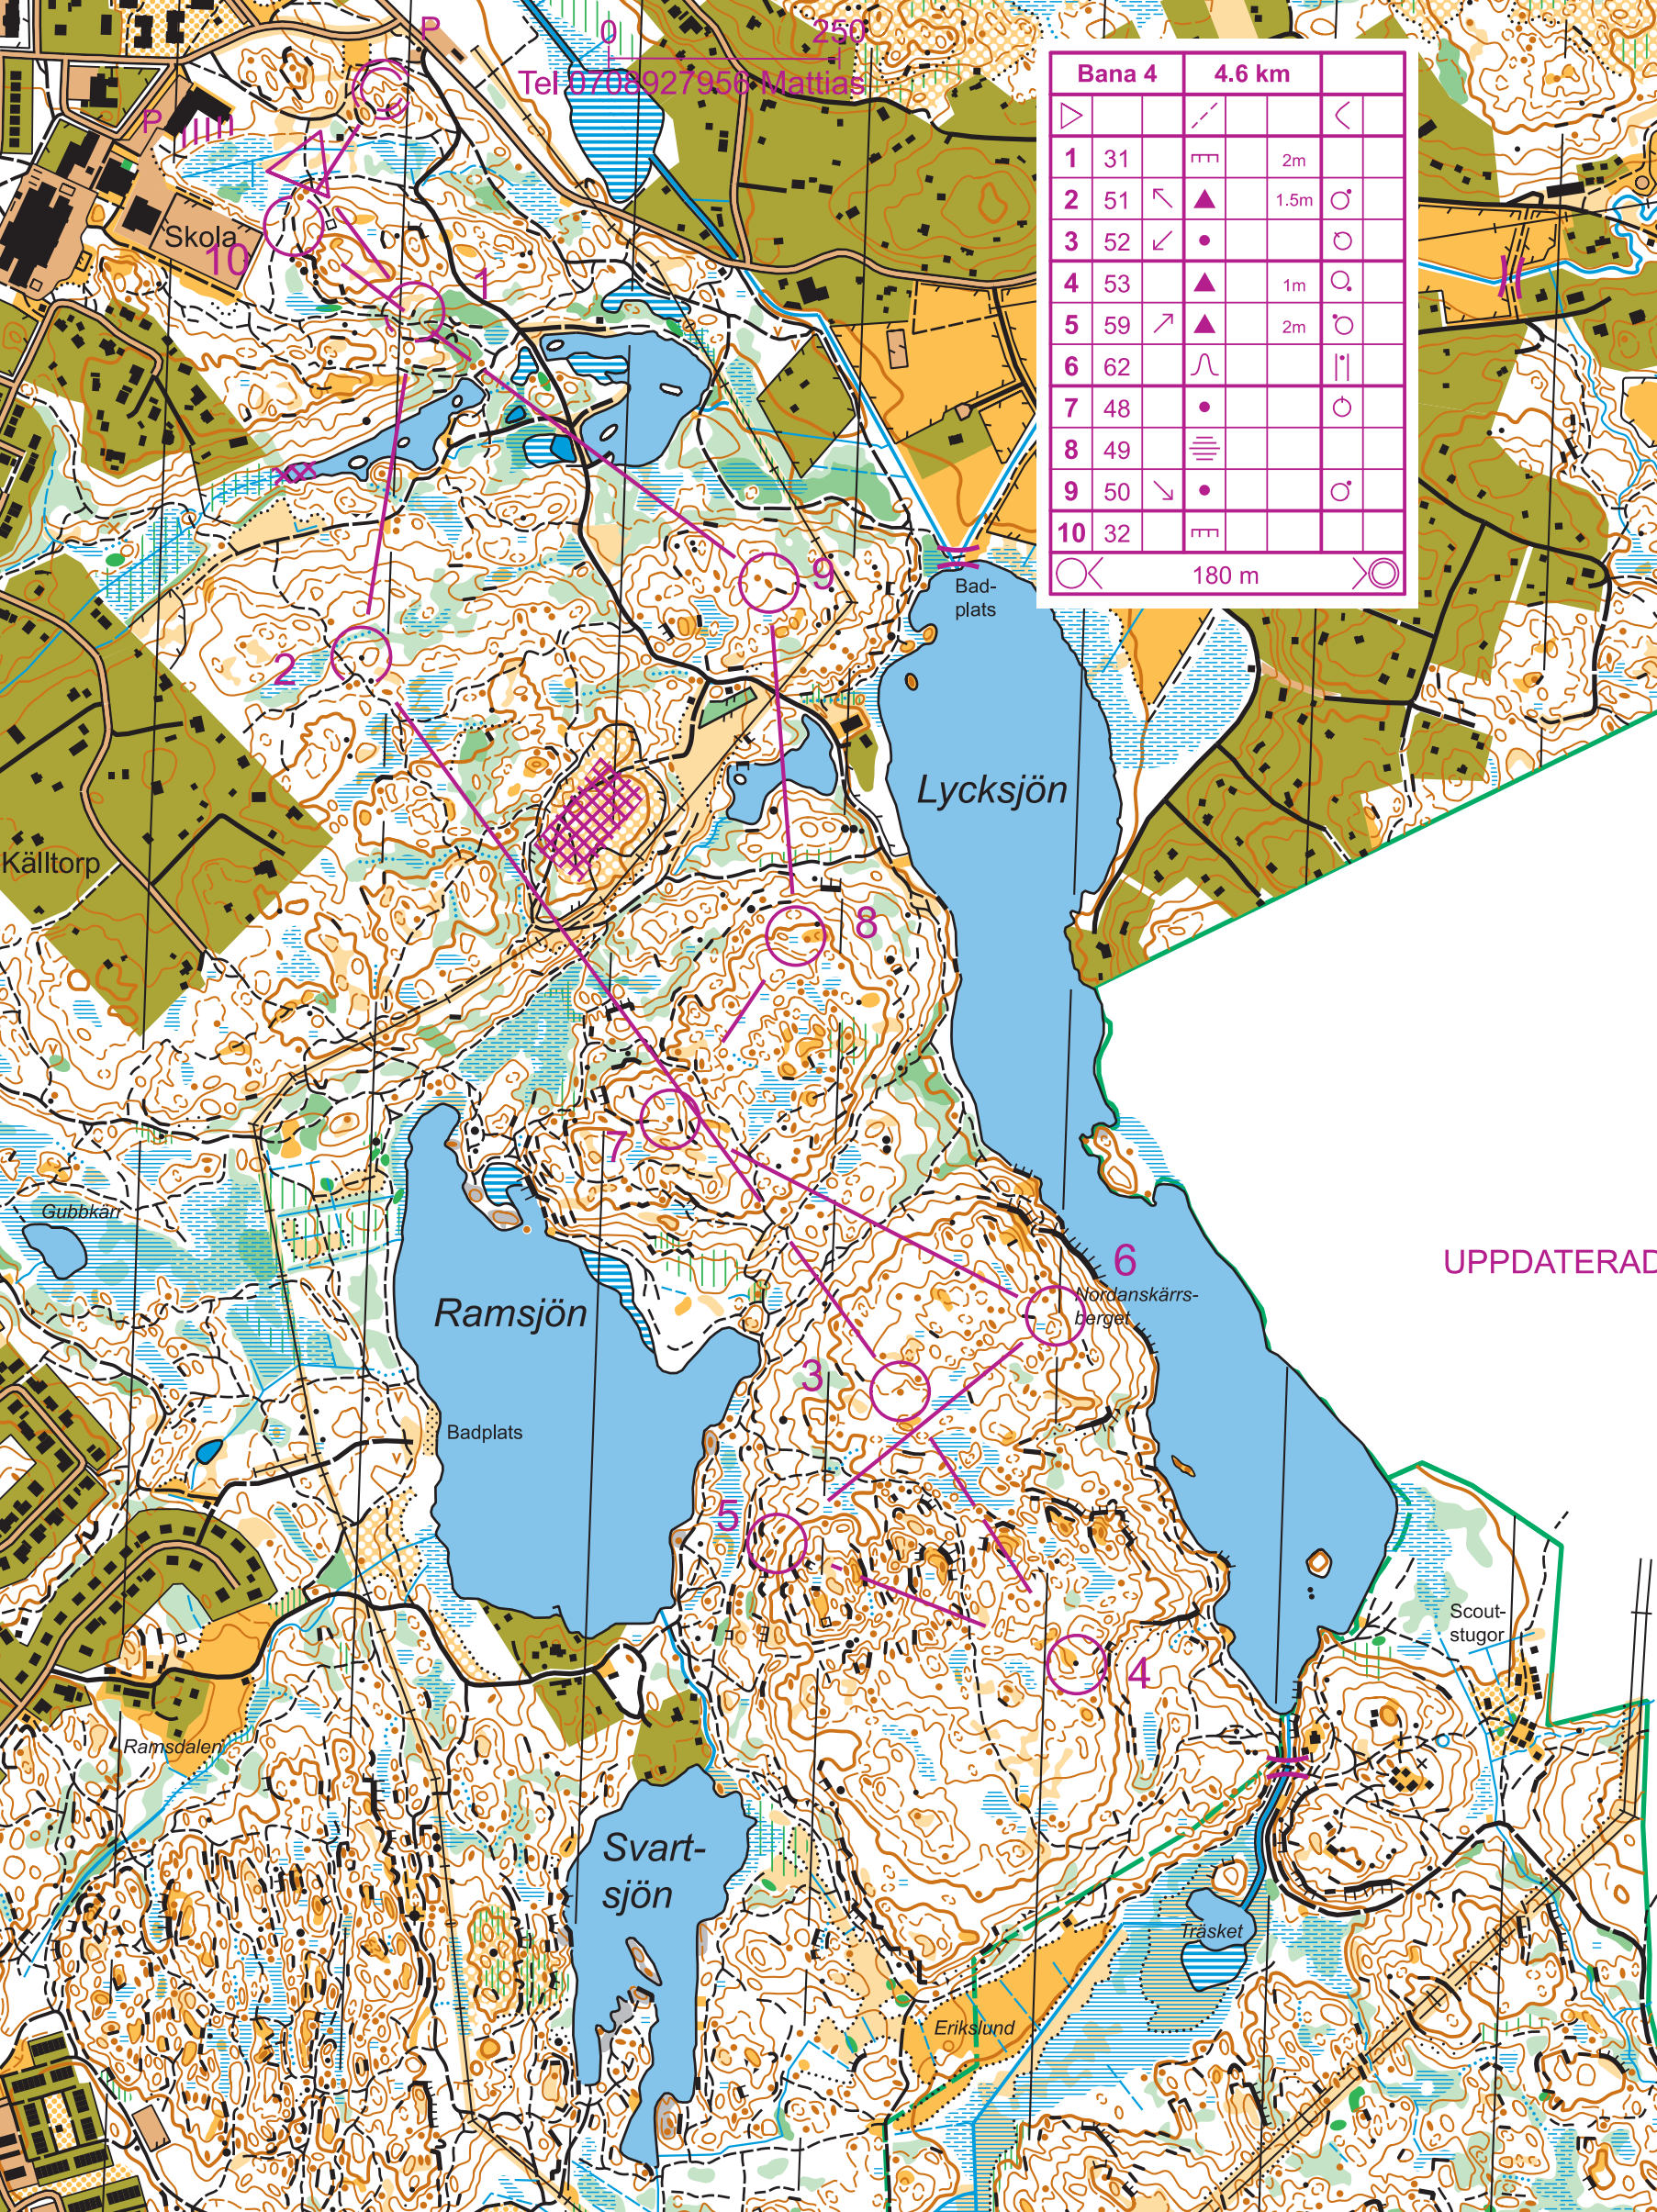 P
0 250
Tel 0708927956 Mattias
P
Skola
10
1
Bana 4 4.6 km
1 31 2m
2 51 1.5m
3 52
4 53 1m
5 59 2m
6 62
7 48
8 49
9 50
10 32
180 m
9
Bad-
plats
2
Lycksjön
Källtorp
8
7
Gubbkärr
6
UPPDATERAD
Nordanskärrs-
berget
Ramsjön
3
Badplats
5
Scout-
stugor
4
Ramsdalen
Svart-
sjön
Träsket
Erikslund